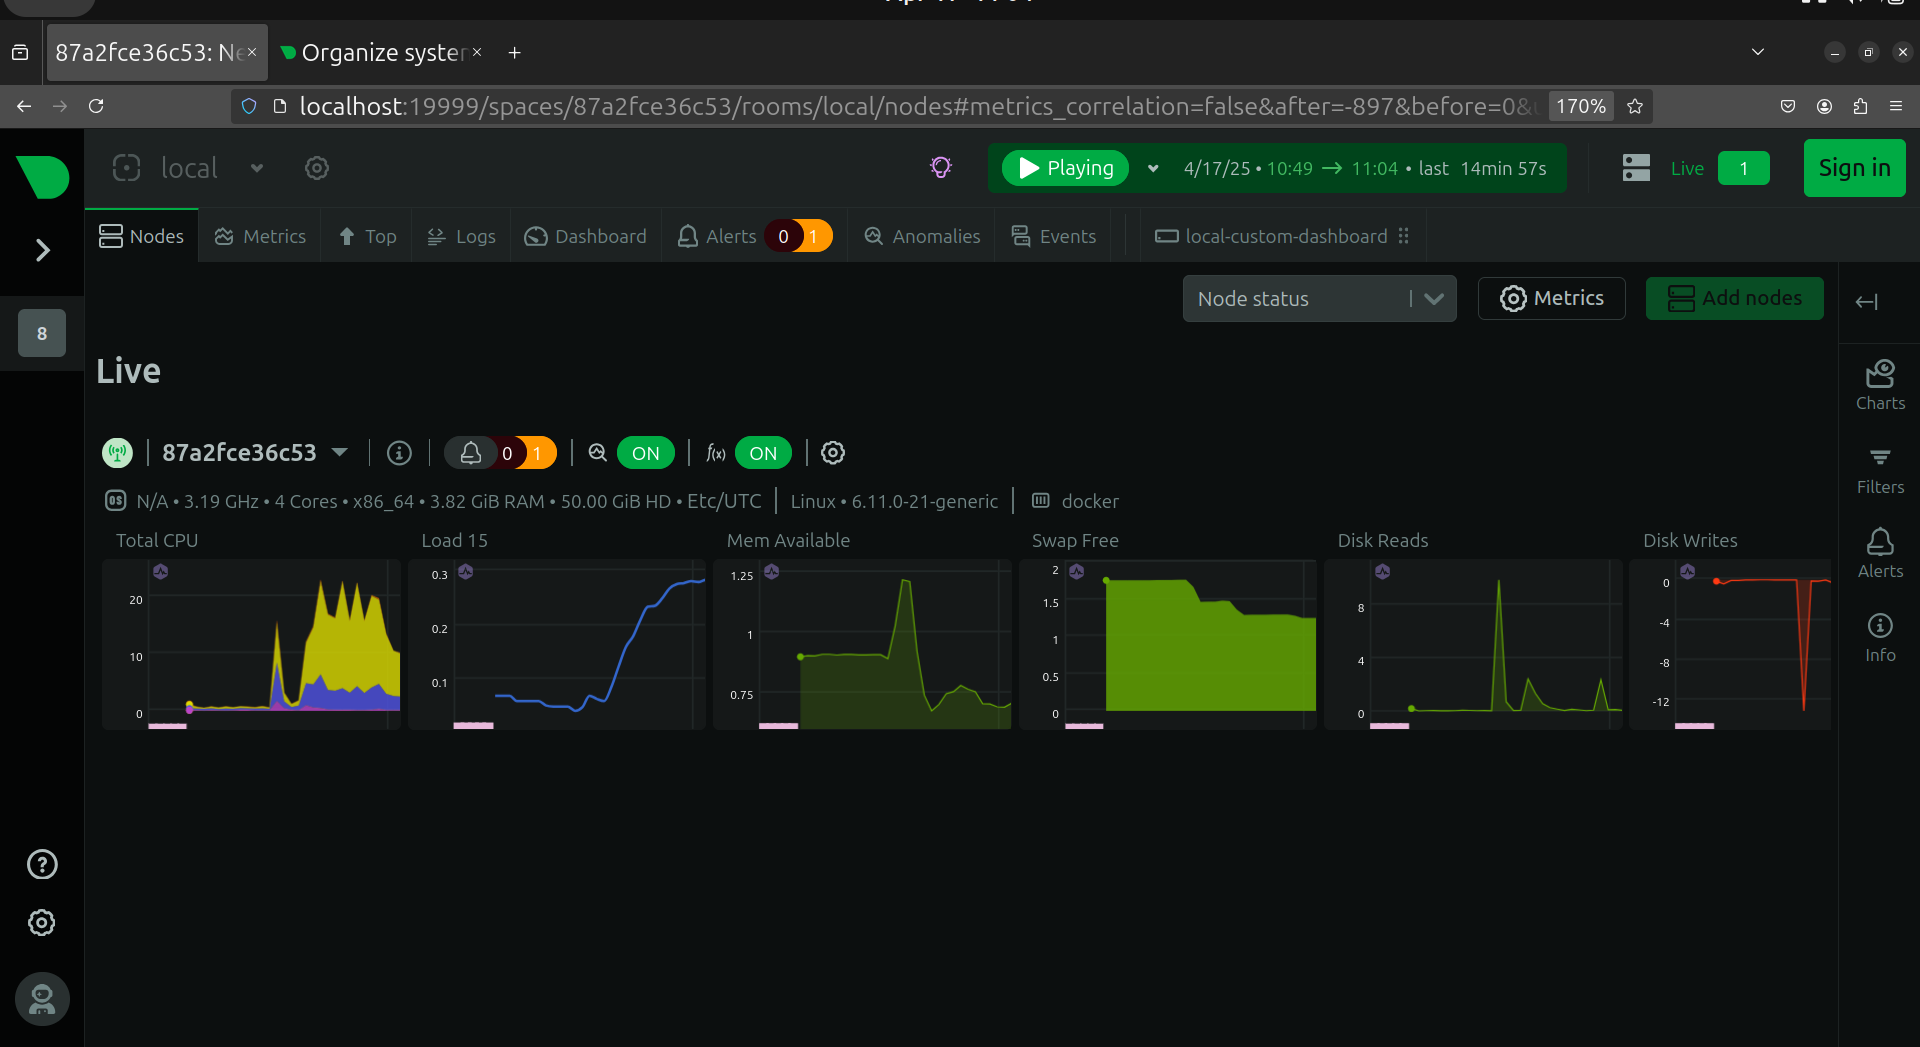 87a2fce36c53: Ne
Organize syster
localhost:19999/spaces/87a2fce36c53/rooms/local/nodes#metrics_correlation=false&after=-897&before=0&
170%
local
Playing
4/17/25 • 10:49 → 11:04 • last 14min 57s
Live 1
Sign in
Nodes
Metrics
Top
Logs
Dashboard
Alerts 0 1
Anomalies
Events
local-custom-dashboard
8
Node status
Metrics
Add nodes
Live
87a2fce36c53
0 1
ON
f(x) ON
OS N/A • 3.19 GHz • 4 Cores • x86_64 • 3.82 GiB RAM • 50.00 GiB HD • Etc/UTC
Linux • 6.11.0-21-generic
docker
Total CPU
20
10
0
Load 15
0.3
0.2
0.1
Mem Available
1.25
1
0.75
Swap Free
2
1.5
1
0.5
0
Disk Reads
8
4
0
Disk Writes
0
-4
-8
-12
Charts
Filters
Alerts
Info